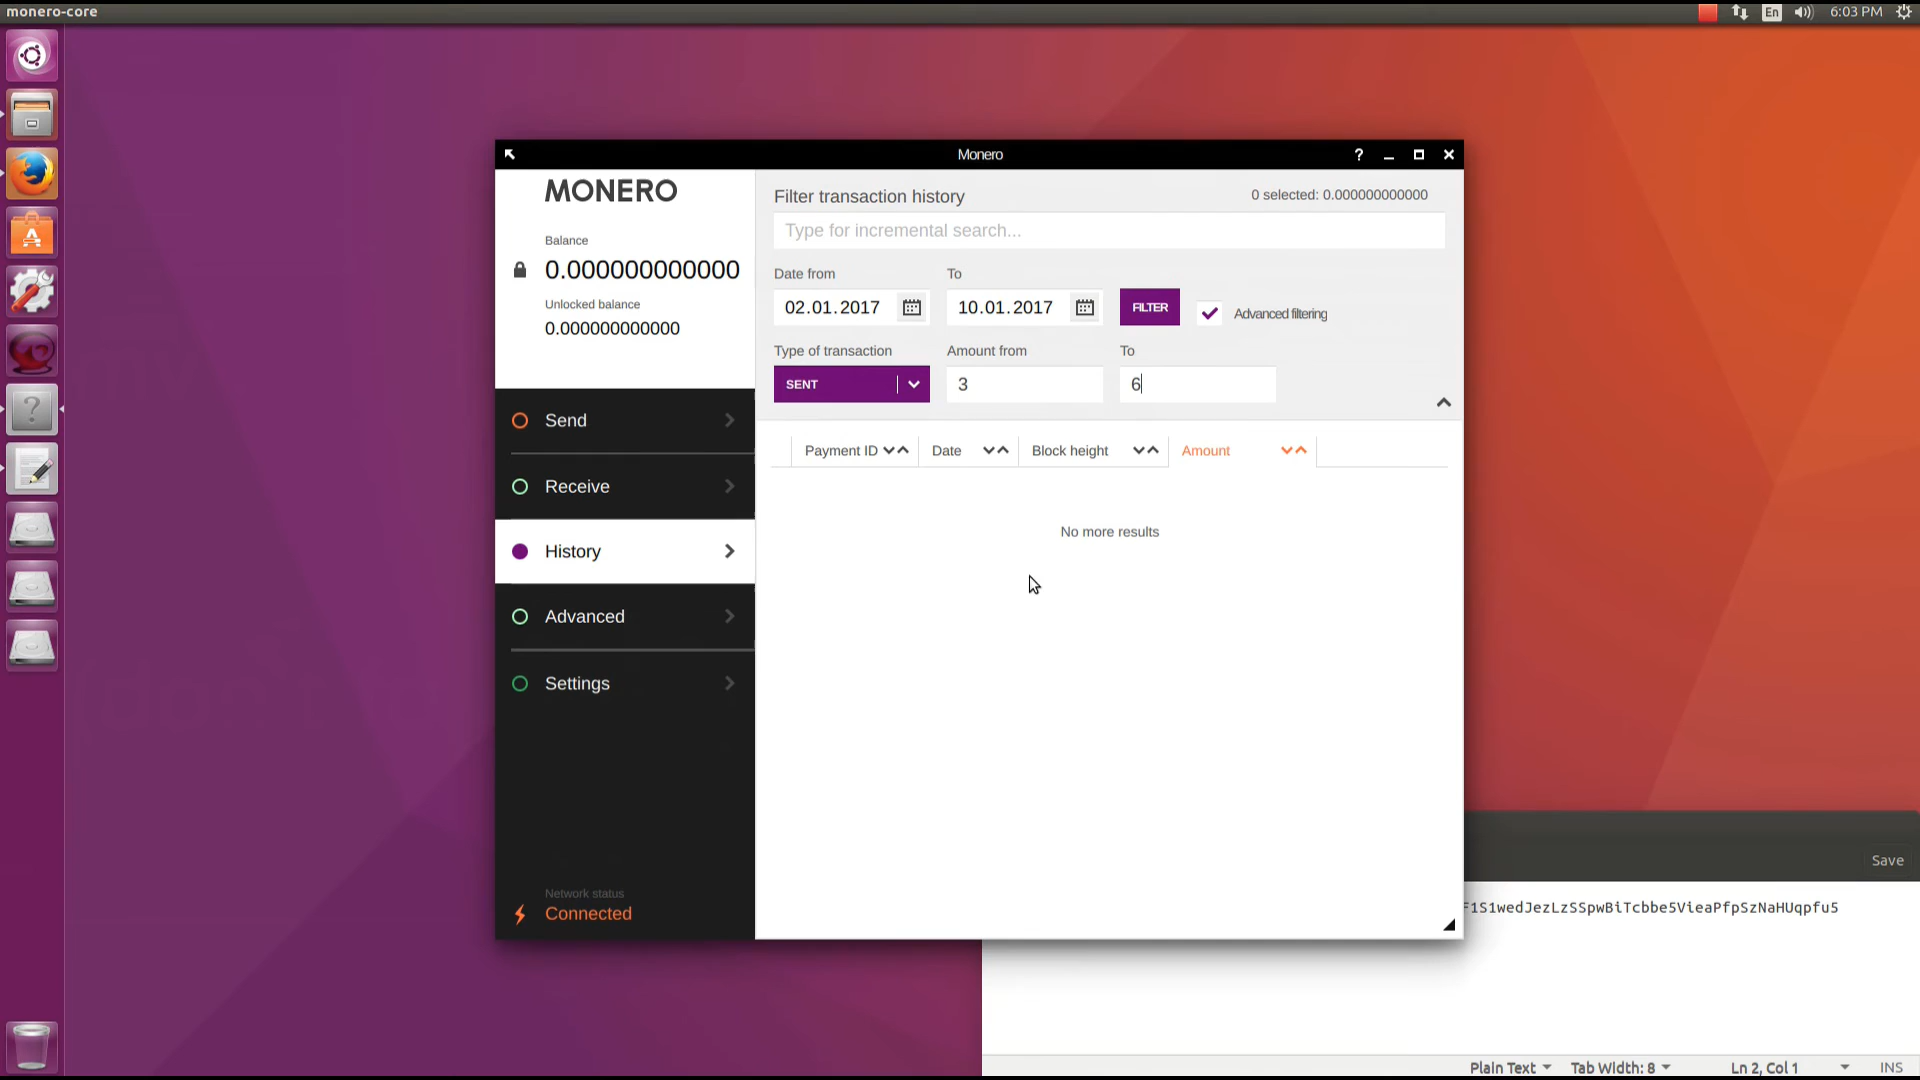 monero-core
En
6:03 PM
Monero
?
MONERO
Balance
0.000000000000
Unlocked balance
0.000000000000
Send
Receive
History
Advanced
Settings
Network status
Connected
Filter transaction history
0 selected: 0.000000000000
Type for incremental search...
Date from
To
02.01.2017
10.01.2017
FILTER
Advanced filtering
Type of transaction
Amount from
To
SENT
3
6
Payment ID
Date
Block height
Amount
No more results
Save
F1S1wedJezLzSSpwBiTcbbe5VieaPfpSzNaHUqpfu5
Plain Text
Tab Width: 8
Ln 2, Col 1
INS